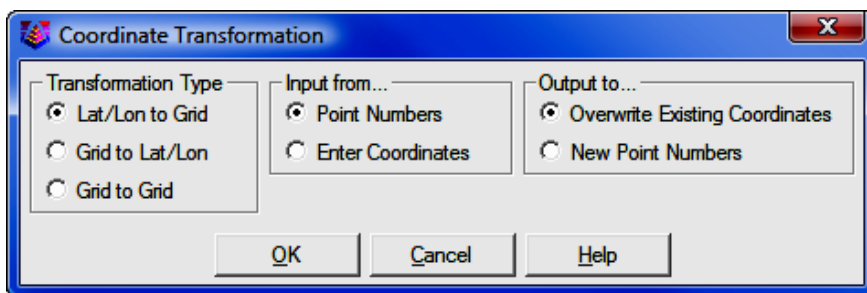 Coordinate Transformation
Transformation Type
Lat/Lon to Grid
Grid to Lat/Lon
Grid to Grid
Input from...
Point Numbers
Enter Coordinates
Output to...
Overwrite Existing Coordinates
New Point Numbers
OK
Cancel
Help